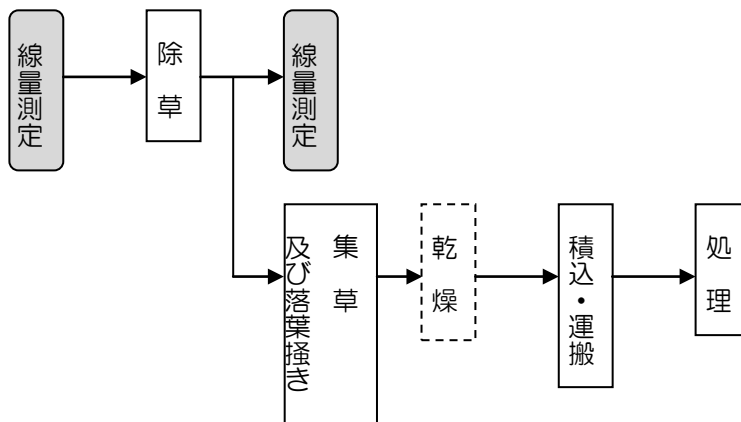 線量測定
除草
線量測定
集草
及び落葉掻き
乾燥
積込・運搬
処理